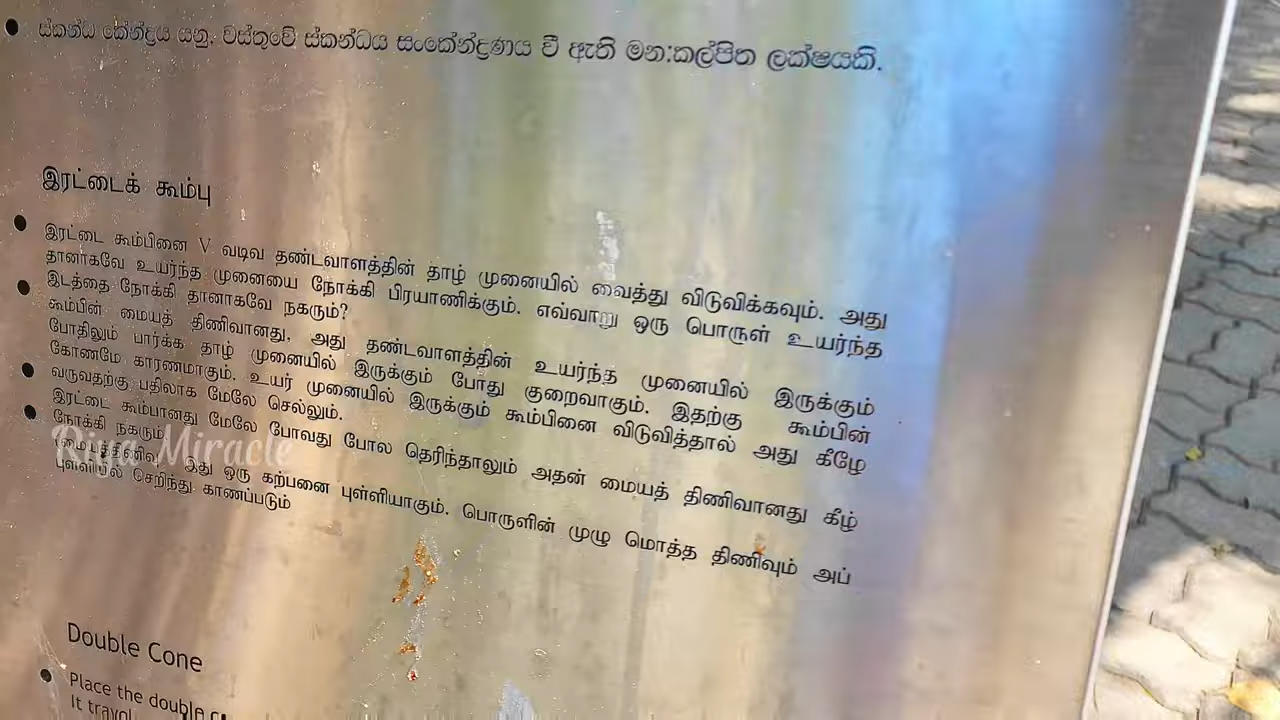 ස්කන්ධ කේන්ද්‍රය යනු, වස්තුවේ ස්කන්ධය සංකේන්ද්‍රණය වී ඇති මන:කල්පිත ලක්ෂයකි.
இரட்டைக் கூம்பு
இரட்டை கூம்பினை V வடிவ தண்டவாளத்தின் தாழ் முனையில் வைத்து விடுவிக்கவும். அது
தானாகவே உயர்ந்த முனையை நோக்கி பிரயாணிக்கும். எவ்வாறு ஒரு பொருள் உயர்ந்த
இடத்தை நோக்கி தானாகவே நகரும்?
கூம்பின் மையத் திணிவானது, அது தண்டவாளத்தின் உயர்ந்த முனையில் இருக்கும்
போதிலும் பார்க்க தாழ் முனையில் இருக்கும் போது குறைவாகும். இதற்கு கூம்பின்
கோணமே காரணமாகும். உயர் முனையில் இருக்கும் கூம்பினை விடுவித்தால் அது கீழே
வருவதற்கு பதிலாக மேலே செல்லும்.
இரட்டை கூம்பானது மேலே போவது போல தெரிந்தாலும் அதன் மையத் திணிவானது கீழ்
நோக்கி நகரும்
இது ஒரு கற்பனை புள்ளியாகும். பொருளின் முழு மொத்த திணிவும் அப்
புள்ளியில் செறிந்து காணப்படும்
Riya Miracle
Double Cone
Place the double
It